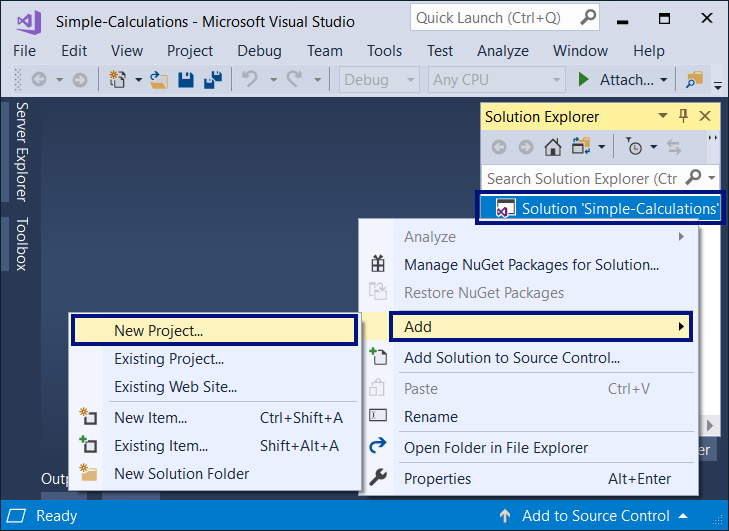 Simple-Calculations - Microsoft Visual Studio
Quick Launch (Ctrl+Q)
File Edit View Project Debug Team Tools Test Analyze Window Help
Debug Any CPU Attach...
Server Explorer
Toolbox
Solution Explorer
Search Solution Explorer (Ctr
Solution 'Simple-Calculations'
Analyze
Manage NuGet Packages for Solution...
Restore NuGet Packages
Add
Add Solution to Source Control...
Paste Ctrl+V
Rename
Open Folder in File Explorer
Properties Alt+Enter
New Project...
Existing Project...
Existing Web Site...
New Item... Ctrl+Shift+A
Existing Item... Shift+Alt+A
New Solution Folder
Outp
er
Ready Add to Source Control